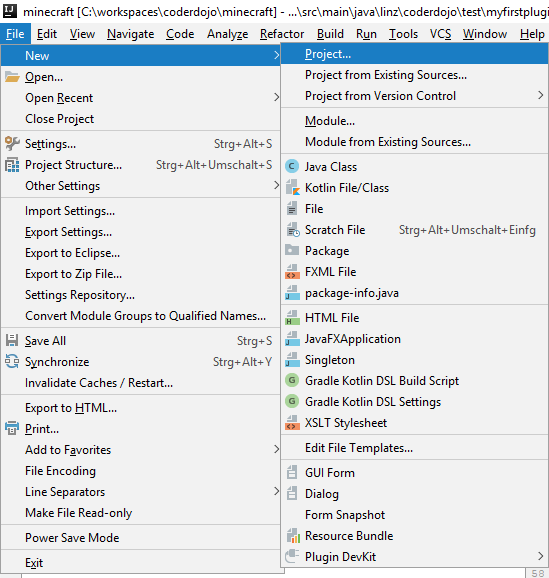 minecraft [C:\workspaces\coderdojo\minecraft] - ...\src\main\java\linz\coderdojo\test\myfirstplugi
File Edit View Navigate Code Analyze Refactor Build Run Tools VCS Window Help
New
Open...
Open Recent
Close Project
Settings... Strg+Alt+S
Project Structure... Strg+Alt+Umschalt+S
Other Settings
Import Settings...
Export Settings...
Export to Eclipse...
Export to Zip File...
Settings Repository...
Convert Module Groups to Qualified Names...
Save All Strg+S
Synchronize Strg+Alt+Y
Invalidate Caches / Restart...
Export to HTML...
Print...
Add to Favorites
File Encoding
Line Separators
Make File Read-only
Power Save Mode
Exit
Project...
Project from Existing Sources...
Project from Version Control
Module...
Module from Existing Sources...
Java Class
Kotlin File/Class
File
Scratch File Strg+Alt+Umschalt+Einfg
Package
FXML File
package-info.java
HTML File
JavaFXApplication
Singleton
Gradle Kotlin DSL Build Script
Gradle Kotlin DSL Settings
XSLT Stylesheet
Edit File Templates...
GUI Form
Dialog
Form Snapshot
Resource Bundle
Plugin DevKit
58